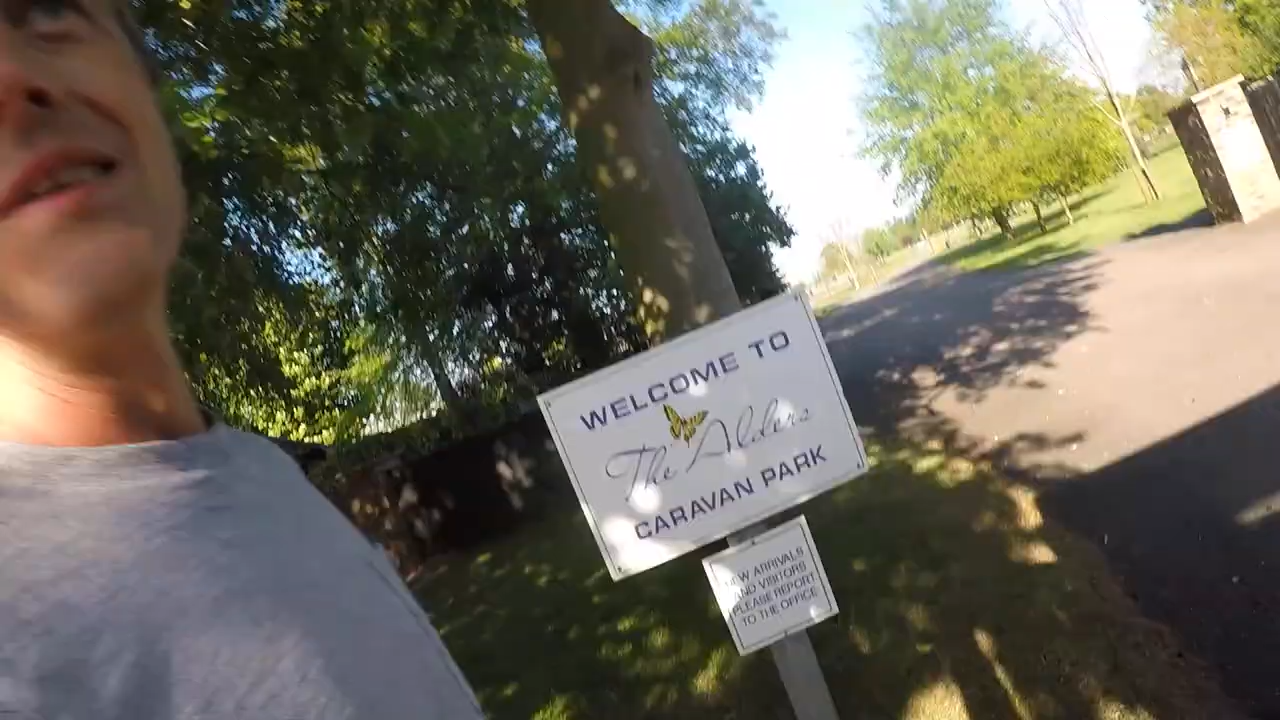 WELCOME TO
The Alders
CARAVAN PARK
NEW ARRIVALS
AND VISITORS
PLEASE REPORT
TO THE OFFICE